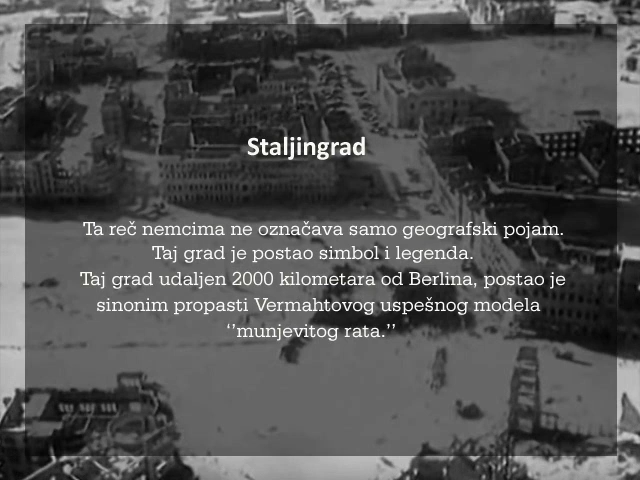 Staljingrad
Ta reč nemcima ne označava samo geografski pojam.
Taj grad je postao simbol i legenda.
Taj grad udaljen 2000 kilometara od Berlina, postao je
sinonim propasti Vermahtovog uspešnog modela
‘’munjevitog rata.’’